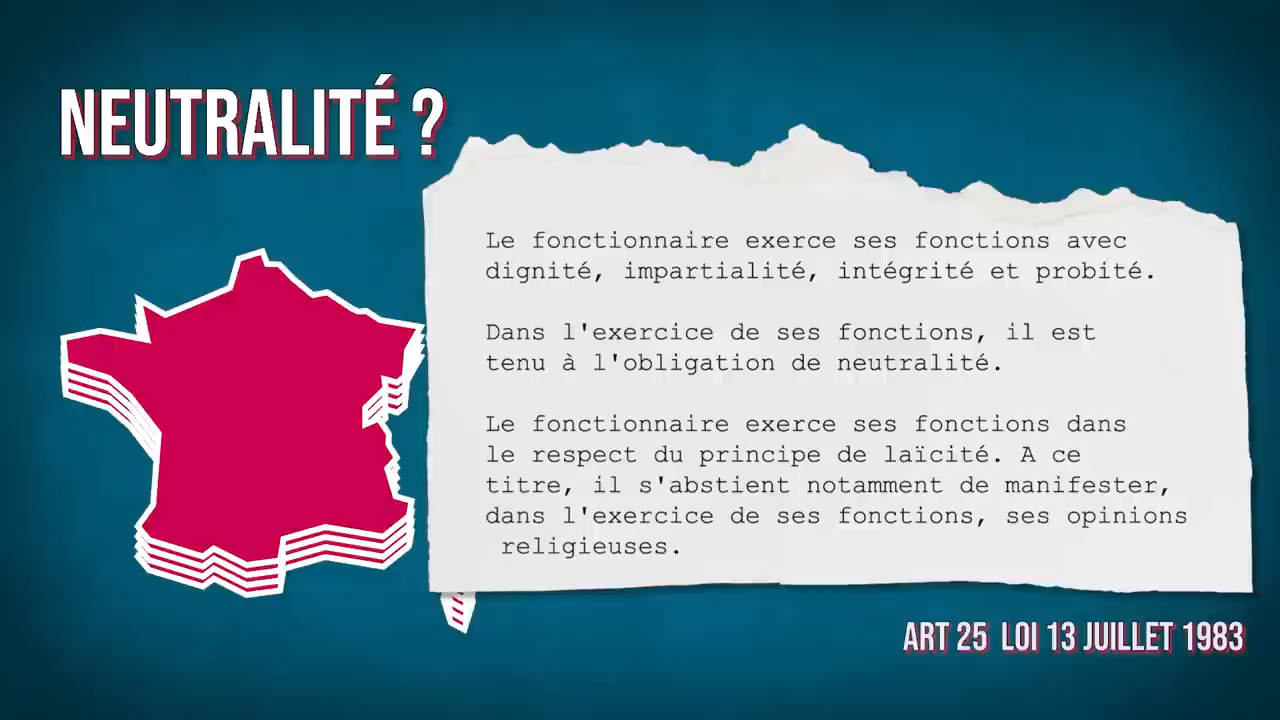 NEUTRALITÉ ?
Le fonctionnaire exerce ses fonctions avec
dignité, impartialité, intégrité et probité.
Dans l'exercice de ses fonctions, il est
tenu à l'obligation de neutralité.
Le fonctionnaire exerce ses fonctions dans
le respect du principe de laïcité. A ce
titre, il s'abstient notamment de manifester,
dans l'exercice de ses fonctions, ses opinions
religieuses.
ART 25 LOI 13 JUILLET 1983